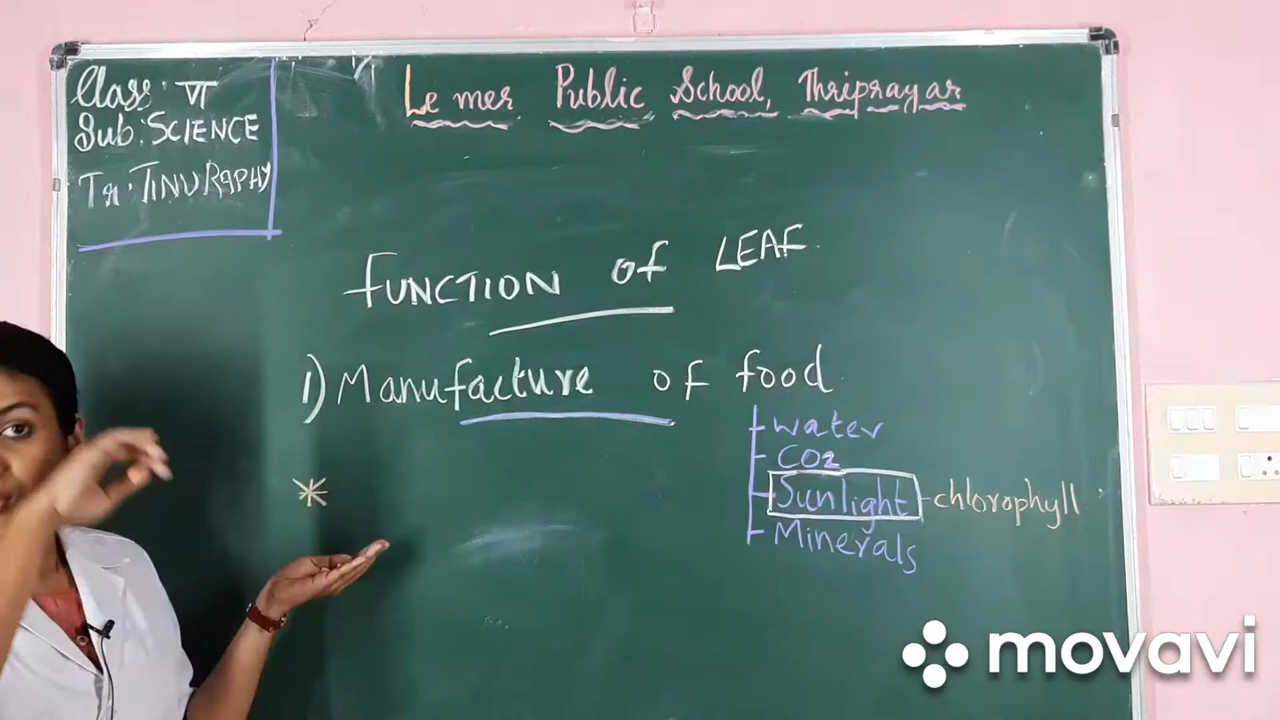 Class: VI
Sub: SCIENCE
Tr: TINU RAPHY
Le mer Public School, Thriprayar
FUNCTION of LEAF
1) Manufacture of food
water
CO2
Sunlight - chlorophyll
Minerals
*
movavi